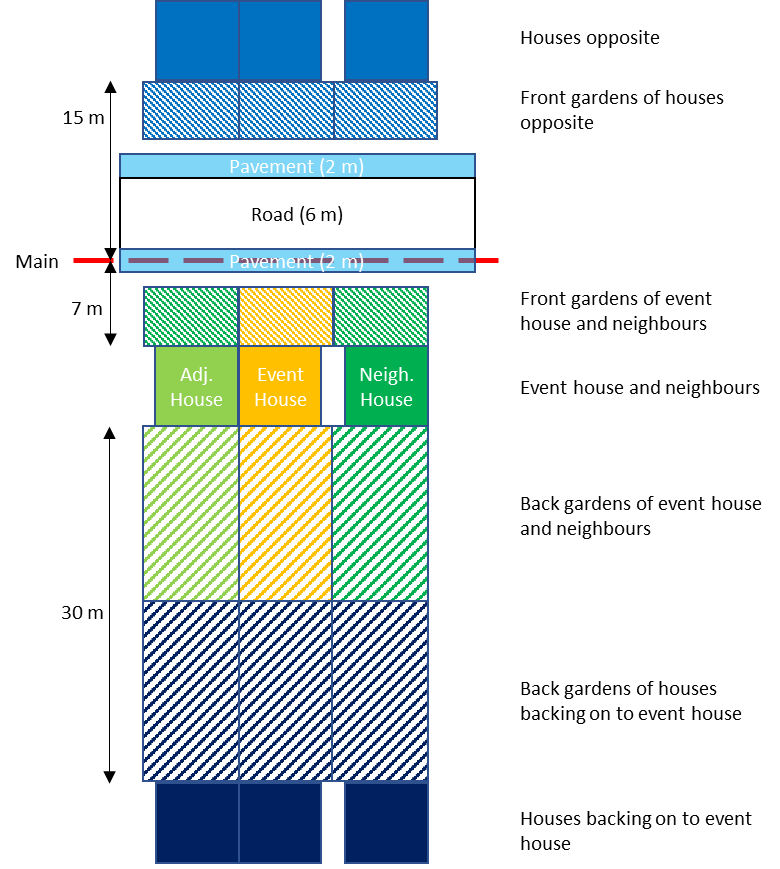 Houses opposite
Front gardens of houses
opposite
15 m
Pavement (2 m)
Road (6 m)
Main
Pavement (2 m)
7 m
Front gardens of event
house and neighbours
Adj.
House
Event
House
Neigh.
House
Event house and neighbours
Back gardens of event house
and neighbours
30 m
Back gardens of houses
backing on to event house
Houses backing on to event
house